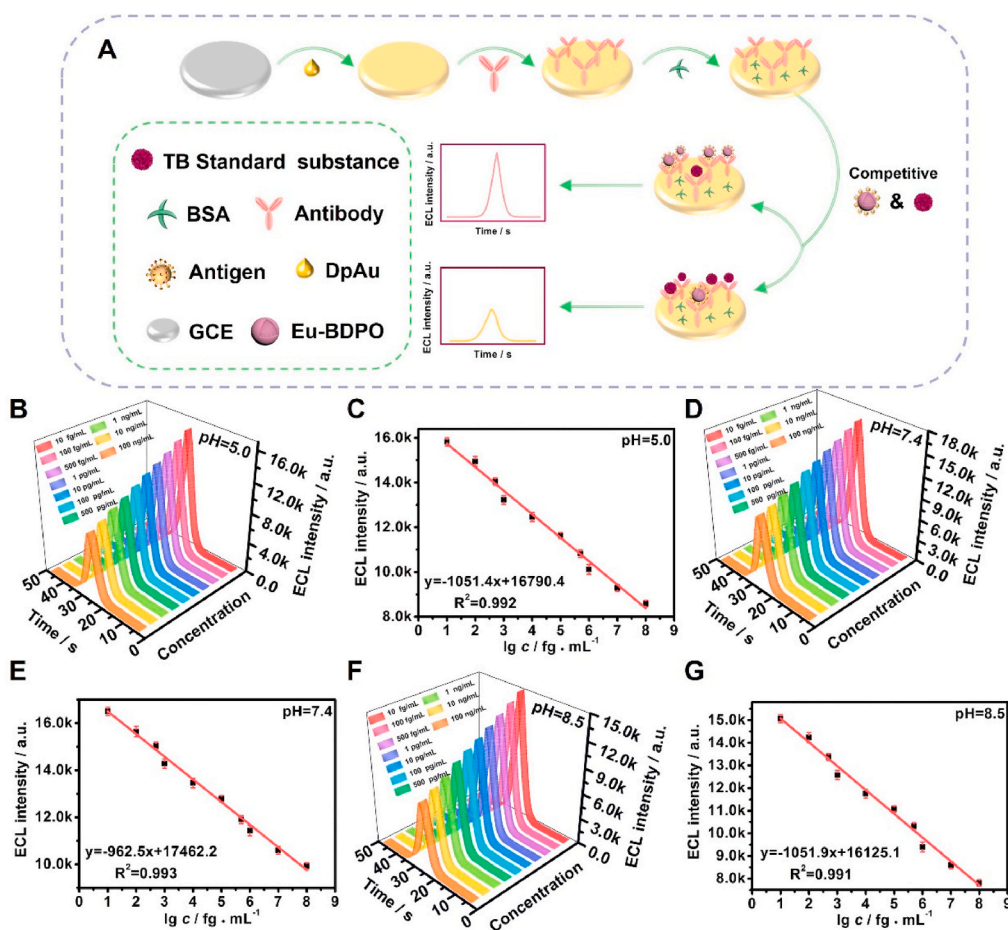 A
TB Standard substance
BSA
Antibody
Antigen
DpAu
GCE
Eu-BDPO
ECL intensity / a.u.
Time / s
ECL intensity / a.u.
Time / s
Competitive
&
B
10 fg/mL
100 fg/mL
500 fg/mL
1 pg/mL
10 pg/mL
100 pg/mL
500 pg/mL
1 ng/mL
10 ng/mL
100 ng/mL
pH=5.0
16.0k
12.0k
8.0k
4.0k
0.0
ECL intensity / a.u.
50
40
30
20
10
0
Time / s
Concentration
C
pH=5.0
16.0k
14.0k
12.0k
10.0k
8.0k
ECL intensity / a.u.
y=-1051.4x+16790.4
R²=0.992
0 1 2 3 4 5 6 7 8 9
lg c / fg · mL⁻¹
D
10 fg/mL
100 fg/mL
500 fg/mL
1 pg/mL
10 pg/mL
100 pg/mL
500 pg/mL
1 ng/mL
10 ng/mL
100 ng/mL
pH=7.4
18.0k
15.0k
12.0k
9.0k
6.0k
3.0k
0.0
ECL intensity / a.u.
50
40
30
20
10
0
Time / s
Concentration
E
pH=7.4
16.0k
14.0k
12.0k
10.0k
ECL intensity / a.u.
y=-962.5x+17462.2
R²=0.993
0 1 2 3 4 5 6 7 8 9
lg c / fg · mL⁻¹
F
10 fg/mL
100 fg/mL
500 fg/mL
1 pg/mL
10 pg/mL
100 pg/mL
500 pg/mL
1 ng/mL
10 ng/mL
100 ng/mL
pH=8.5
15.0k
12.0k
9.0k
6.0k
3.0k
0.0
ECL intensity / a.u.
50
40
30
20
10
0
Time / s
Concentration
G
pH=8.5
15.0k
14.0k
13.0k
12.0k
11.0k
10.0k
9.0k
8.0k
ECL intensity / a.u.
y=-1051.9x+16125.1
R²=0.991
0 1 2 3 4 5 6 7 8 9
lg c / fg · mL⁻¹